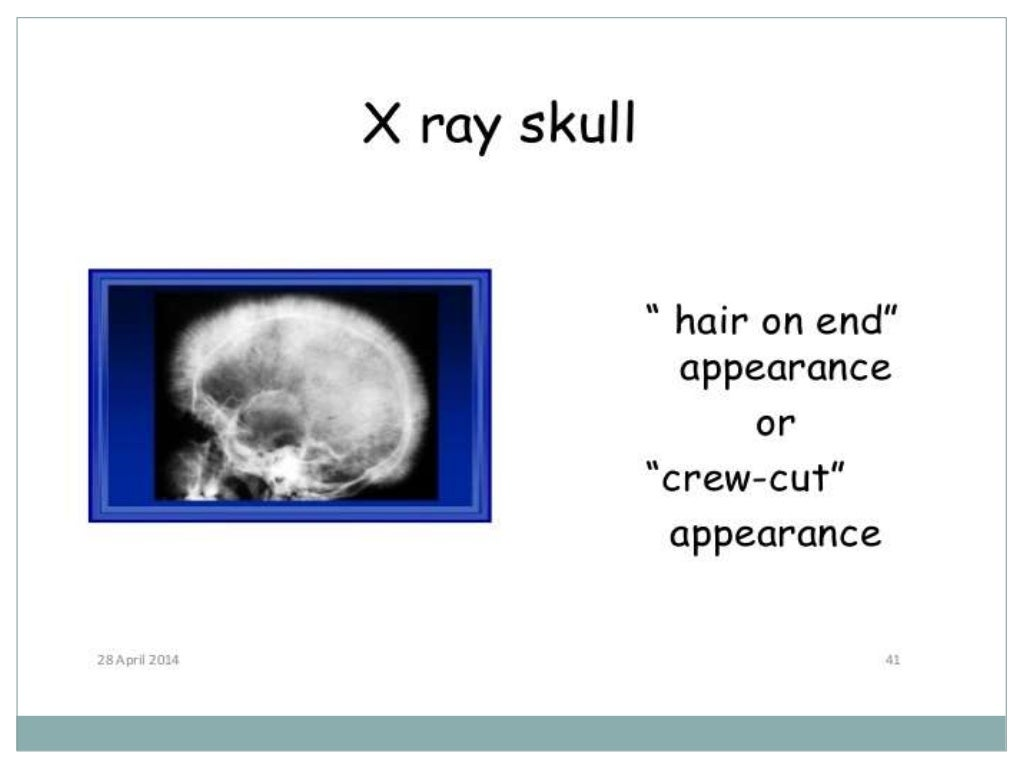 X ray skull
“ hair on end”
appearance
or
“crew-cut”
appearance
28 April 2014
41